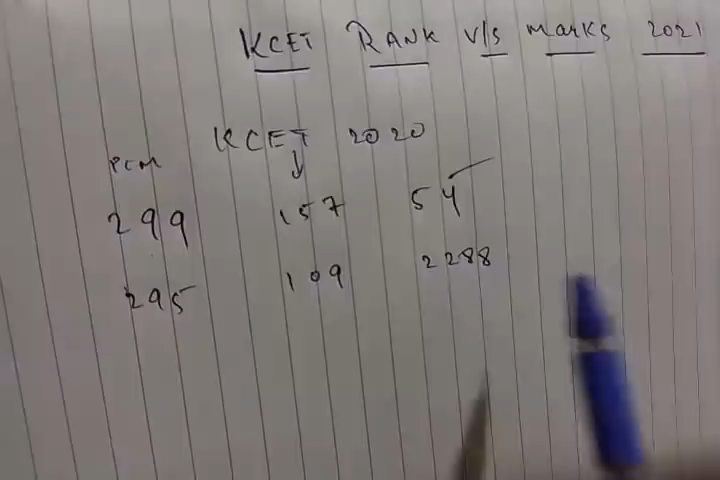 KCET RANK V/S MARKS 2021
KCET 2020
PCM
299 157 54
295 109 2288